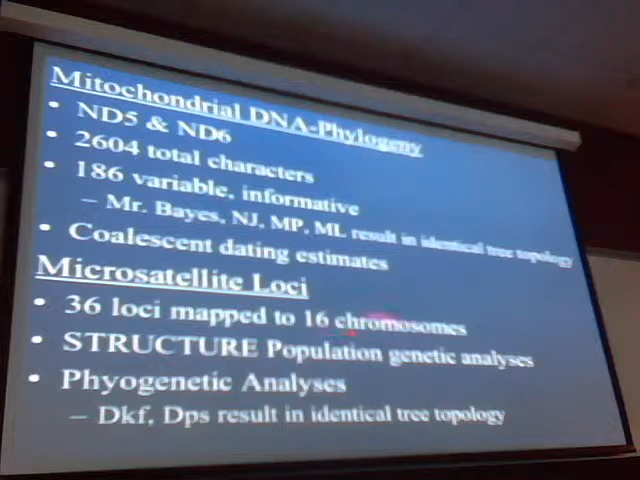 Mitochondrial DNA-Phylogeny
• ND5 & ND6
• 2604 total characters
• 186 variable, informative
– Mr. Bayes, NJ, MP, ML result in identical tree topology
• Coalescent dating estimates
Microsatellite Loci
• 36 loci mapped to 16 chromosomes
• STRUCTURE Population genetic analyses
• Phyogenetic Analyses
– Dkf, Dps result in identical tree topology